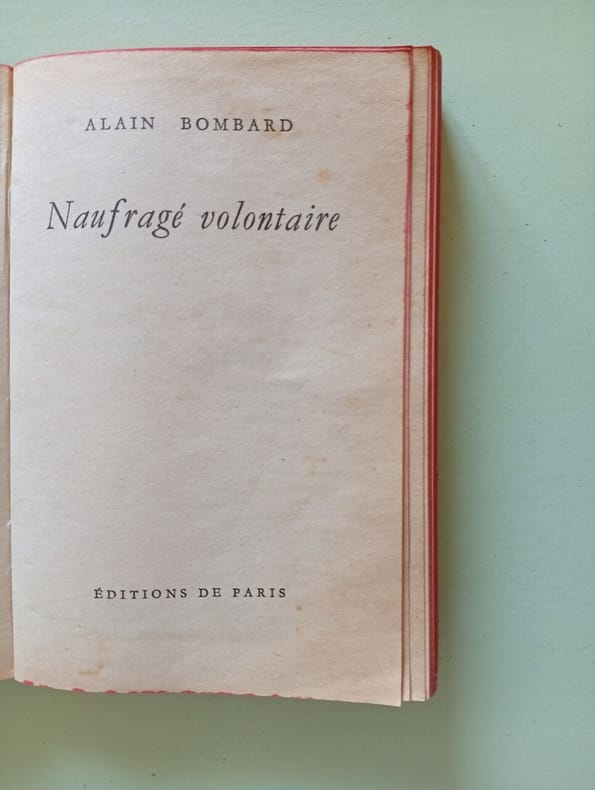 ALAIN BOMBARD
Naufragé volontaire
ÉDITIONS DE PARIS